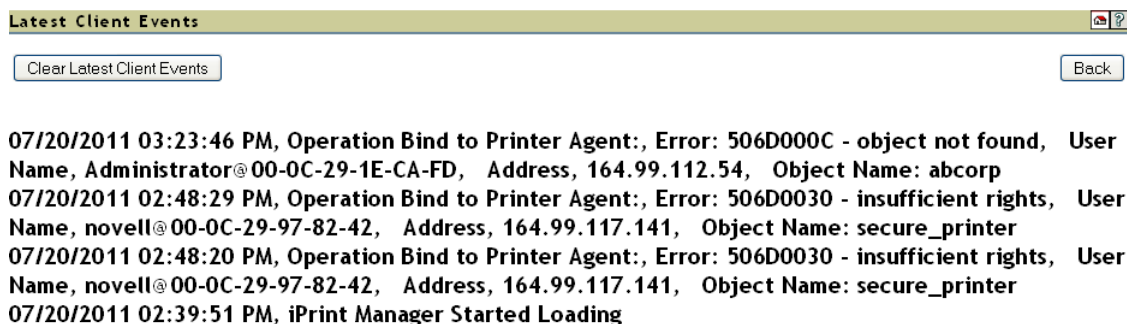 Latest Client Events
?
Clear Latest Client Events Back
07/20/2011 03:23:46 PM, Operation Bind to Printer Agent:, Error: 506D000C - object not found, User
Name, Administrator@00-0C-29-1E-CA-FD, Address, 164.99.112.54, Object Name: abcorp
07/20/2011 02:48:29 PM, Operation Bind to Printer Agent:, Error: 506D0030 - insufficient rights, User
Name, novell@00-0C-29-97-82-42, Address, 164.99.117.141, Object Name: secure_printer
07/20/2011 02:48:20 PM, Operation Bind to Printer Agent:, Error: 506D0030 - insufficient rights, User
Name, novell@00-0C-29-97-82-42, Address, 164.99.117.141, Object Name: secure_printer
07/20/2011 02:39:51 PM, iPrint Manager Started Loading